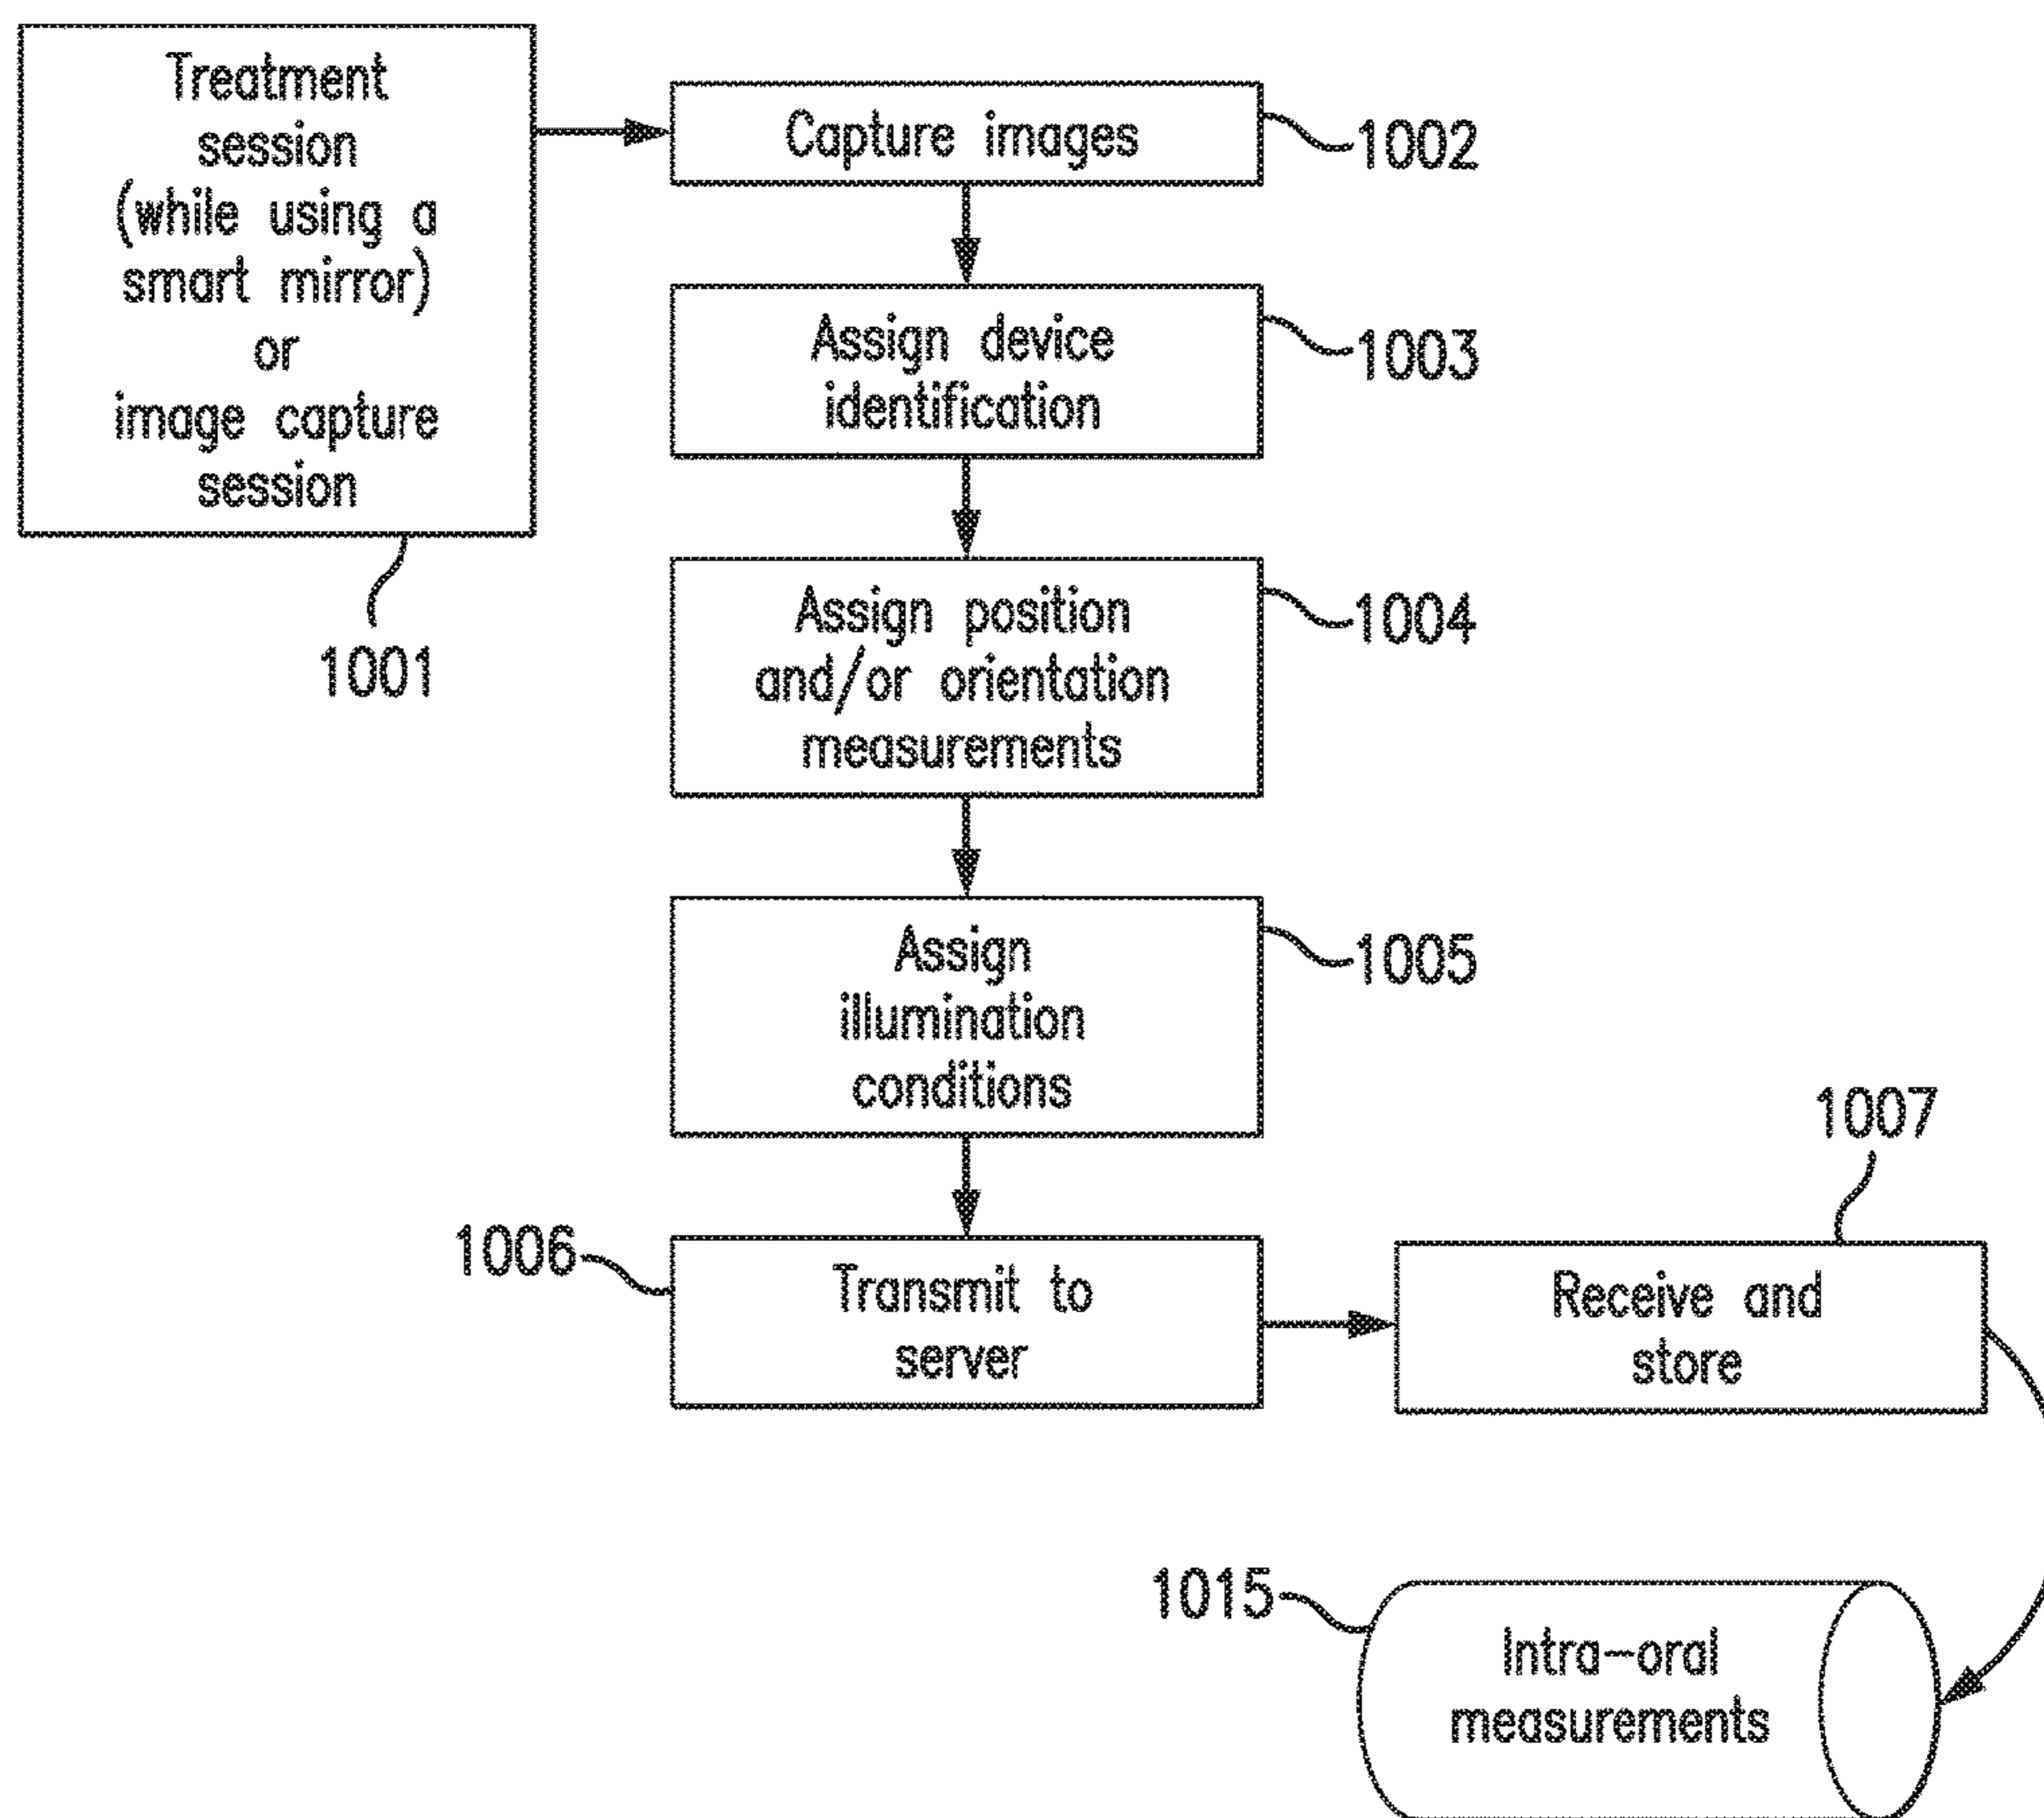 Treatment
session
(while using a
smart mirror)
or
image capture
session
1001
Capture images
1002
Assign device
identification
1003
Assign position
and/or orientation
measurements
1004
Assign
illumination
conditions
1005
1006
Transmit to
server
1007
Receive and
store
1015
Intra-oral
measurements